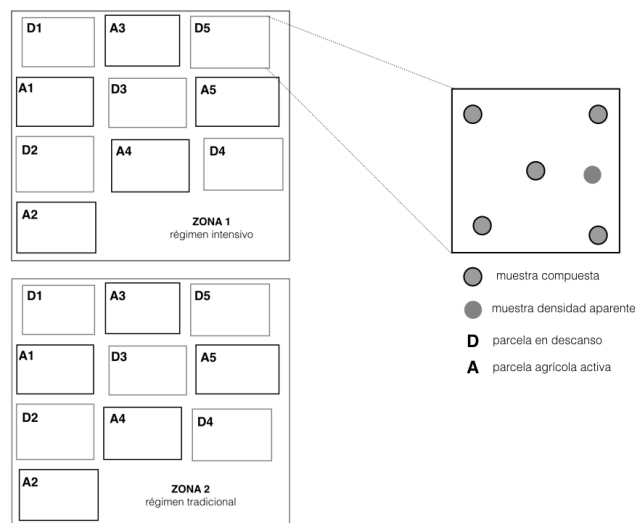 D1
A3
D5
A1
D3
A5
D2
A4
D4
A2
ZONA 1
régimen intensivo
muestra compuesta
muestra densidad aparente
D parcela en descanso
A parcela agrícola activa
D1
A3
D5
A1
D3
A5
D2
A4
D4
A2
ZONA 2
régimen tradicional